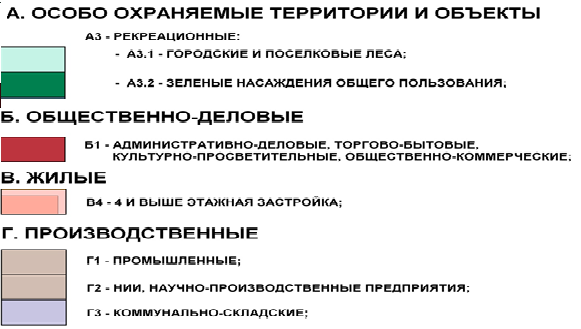 А. ОСОБО ОХРАНЯЕМЫЕ ТЕРРИТОРИИ И ОБЪЕКТЫ
А3 - РЕКРЕАЦИОННЫЕ:
- А3.1 - ГОРОДСКИЕ И ПОСЕЛКОВЫЕ ЛЕСА;
- А3.2 - ЗЕЛЕНЫЕ НАСАЖДЕНИЯ ОБЩЕГО ПОЛЬЗОВАНИЯ;
Б. ОБЩЕСТВЕННО-ДЕЛОВЫЕ
Б1 - АДМИНИСТРАТИВНО-ДЕЛОВЫЕ, ТОРГОВО-БЫТОВЫЕ,
КУЛЬТУРНО-ПРОСВЕТИТЕЛЬНЫЕ, ОБЩЕСТВЕННО-КОММЕРЧЕСКИЕ;
В. ЖИЛЫЕ
В4 - 4 И ВЫШЕ ЭТАЖНАЯ ЗАСТРОЙКА;
Г. ПРОИЗВОДСТВЕННЫЕ
Г1 - ПРОМЫШЛЕННЫЕ;
Г2 - НИИ, НАУЧНО-ПРОИЗВОДСТВЕННЫЕ ПРЕДПРИЯТИЯ;
Г3 - КОММУНАЛЬНО-СКЛАДСКИЕ;